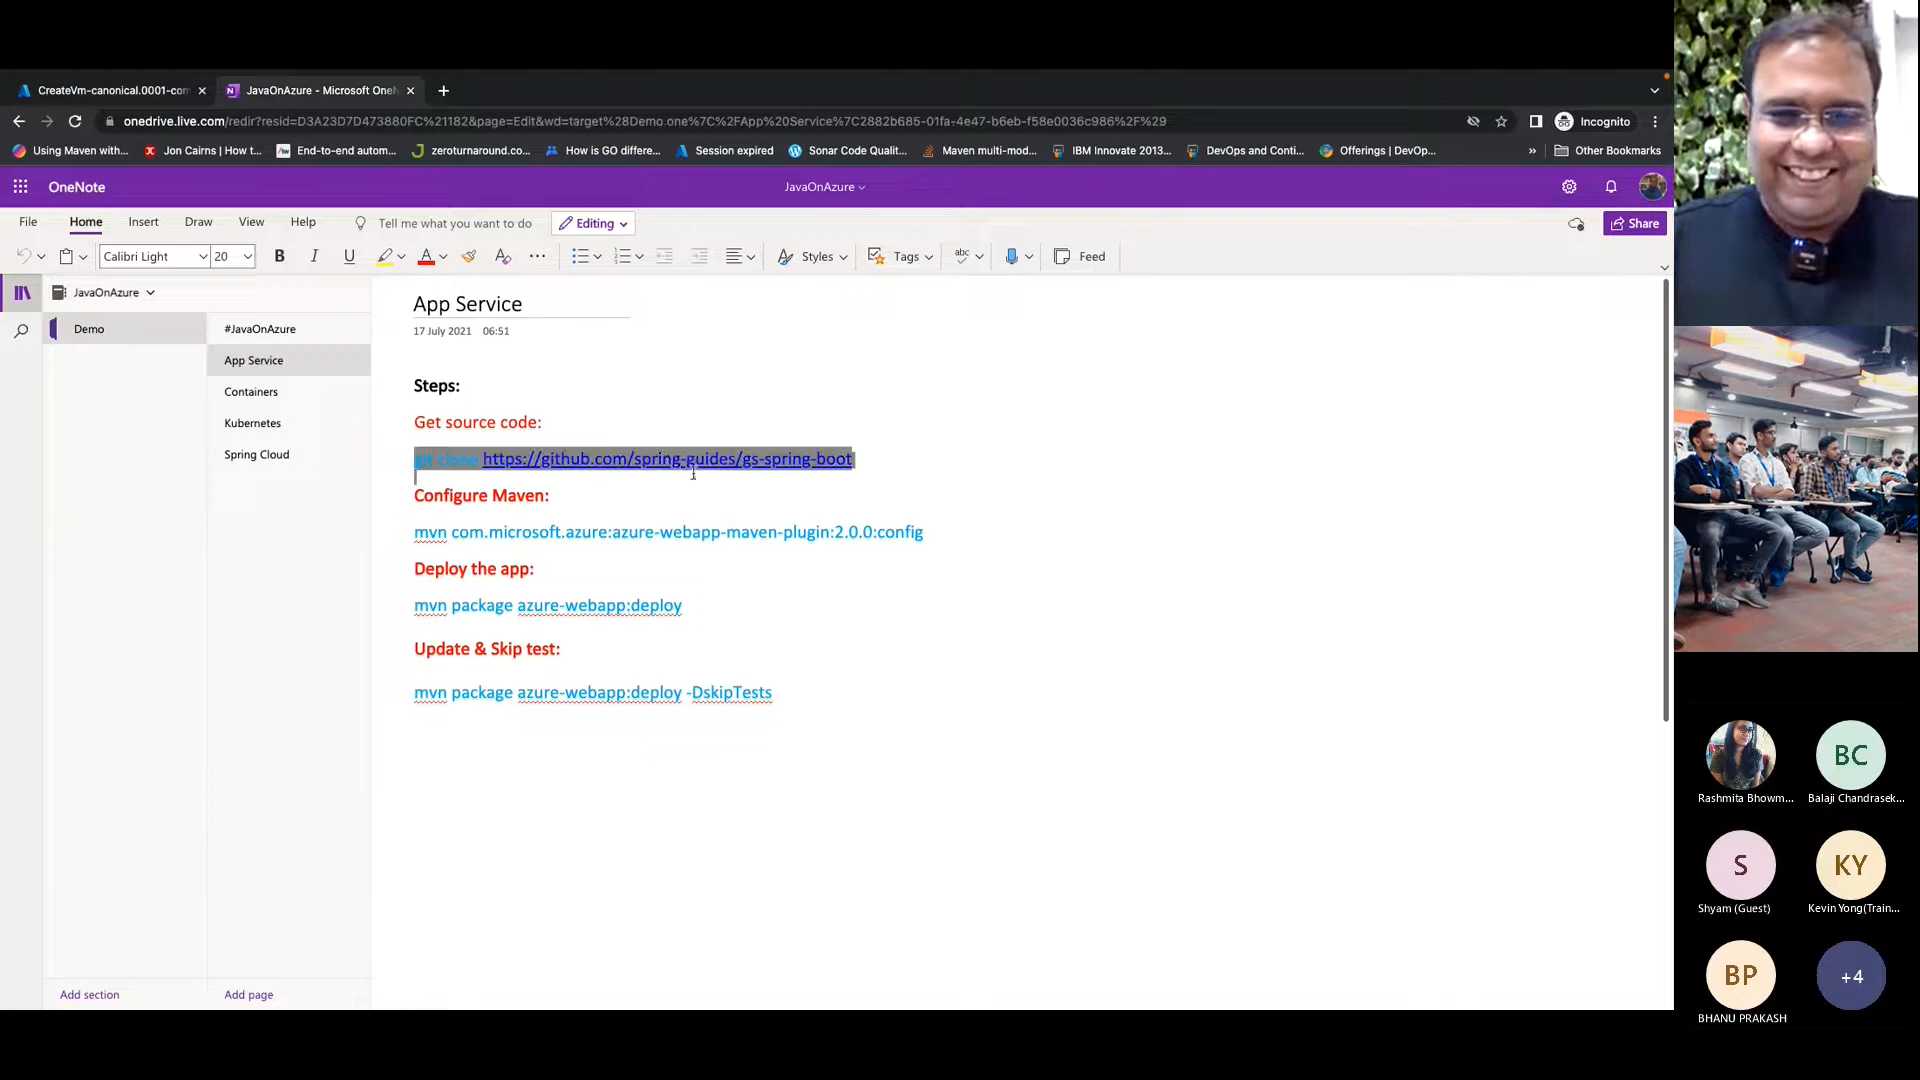 CreateVm-canonical.0001-com
JavaOnAzure - Microsoft OneN
onedrive.live.com/redir?resid=D3A23D7D473880FC%21182&page=Edit&wd=target%28Demo.one%7C%2FApp%20Service%7C2882b685-01fa-4e47-b6eb-f58e0036c986%2F%29
Incognito
Using Maven with...
Jon Cairns | How t...
End-to-end autom...
zeroturnaround.co...
How is GO differe...
Session expired
Sonar Code Qualit...
Maven multi-mod...
IBM Innovate 2013...
DevOps and Conti...
Offerings | DevOp...
»
Other Bookmarks
OneNote
JavaOnAzure
File
Home
Insert
Draw
View
Help
Tell me what you want to do
Editing
Share
Calibri Light
20
B
I
U
A
Styles
Tags
abc
Feed
JavaOnAzure
Demo
#JavaOnAzure
App Service
Containers
Kubernetes
Spring Cloud
Add section
Add page
App Service
17 July 2021 06:51
Steps:
Get source code:
git clone https://github.com/spring-guides/gs-spring-boot
Configure Maven:
mvn com.microsoft.azure:azure-webapp-maven-plugin:2.0.0:config
Deploy the app:
mvn package azure-webapp:deploy
Update & Skip test:
mvn package azure-webapp:deploy -DskipTests
Rashmita Bhowm...
BC
Balaji Chandrasek...
S
Shyam (Guest)
KY
Kevin Yong(Train...
BP
BHANU PRAKASH
+4